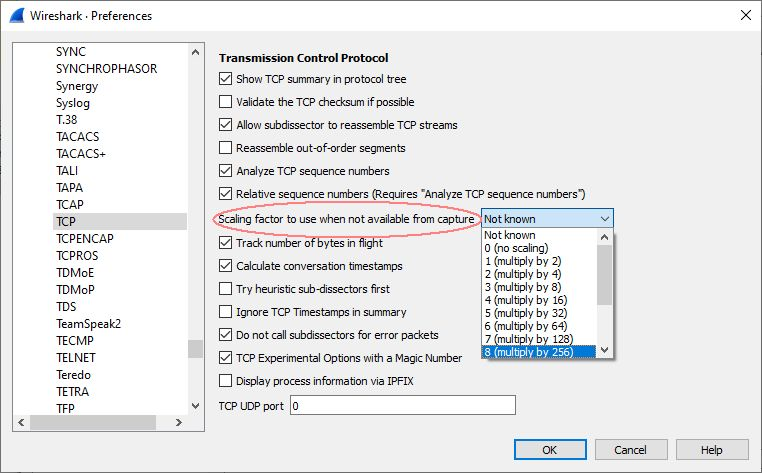 Wireshark · Preferences
SYNC
SYNCHROPHASOR
Synergy
Syslog
T.38
TACACS
TACACS+
TALI
TAPA
TCAP
TCP
TCPENCAP
TCPROS
TDMoE
TDMoP
TDS
TeamSpeak2
TECMP
TELNET
Teredo
TETRA
TFP
Transmission Control Protocol
Show TCP summary in protocol tree
Validate the TCP checksum if possible
Allow subdissector to reassemble TCP streams
Reassemble out-of-order segments
Analyze TCP sequence numbers
Relative sequence numbers (Requires "Analyze TCP sequence numbers")
Scaling factor to use when not available from capture Not known
Not known
0 (no scaling)
1 (multiply by 2)
2 (multiply by 4)
3 (multiply by 8)
4 (multiply by 16)
5 (multiply by 32)
6 (multiply by 64)
7 (multiply by 128)
8 (multiply by 256)
Track number of bytes in flight
Calculate conversation timestamps
Try heuristic sub-dissectors first
Ignore TCP Timestamps in summary
Do not call subdissectors for error packets
TCP Experimental Options with a Magic Number
Display process information via IPFIX
TCP UDP port 0
OK Cancel Help